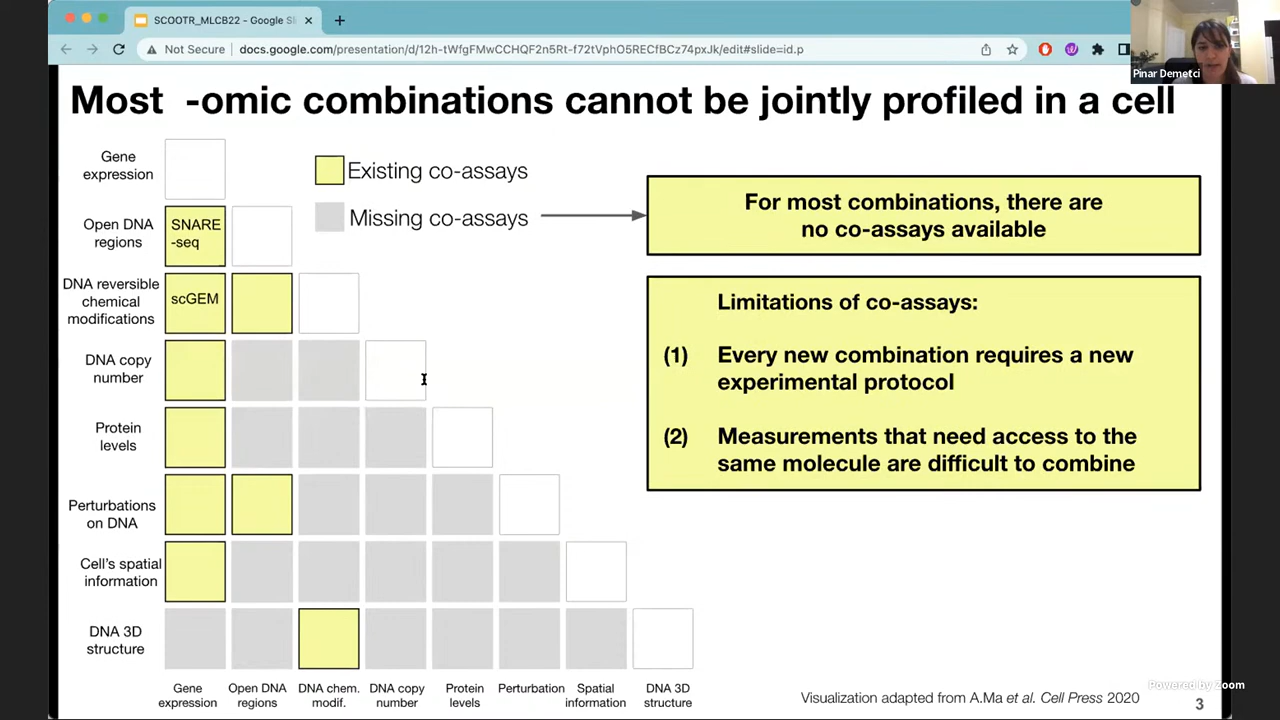 SCOOTR_MLCB22 - Google Sl
Not Secure
docs.google.com/presentation/d/12h-tWfgFMwCCHQF2n5Rt-f72tVphO5RECfBCz74pxJk/edit#slide=id.p
Pinar Demetci
Most -omic combinations cannot be jointly profiled in a cell
Gene
expression
Existing co-assays
Missing co-assays
For most combinations, there are
no co-assays available
Open DNA
regions
SNARE
-seq
DNA reversible
chemical
modifications
scGEM
Limitations of co-assays:
(1) Every new combination requires a new
experimental protocol
(2) Measurements that need access to the
same molecule are difficult to combine
DNA copy
number
Protein
levels
Perturbations
on DNA
Cell's spatial
information
DNA 3D
structure
Gene
expression
Open DNA
regions
DNA chem.
modif.
DNA copy
number
Protein
levels
Perturbation
Spatial
information
DNA 3D
structure
Visualization adapted from A.Ma et al. Cell Press 2020
Powered by Zoom
3